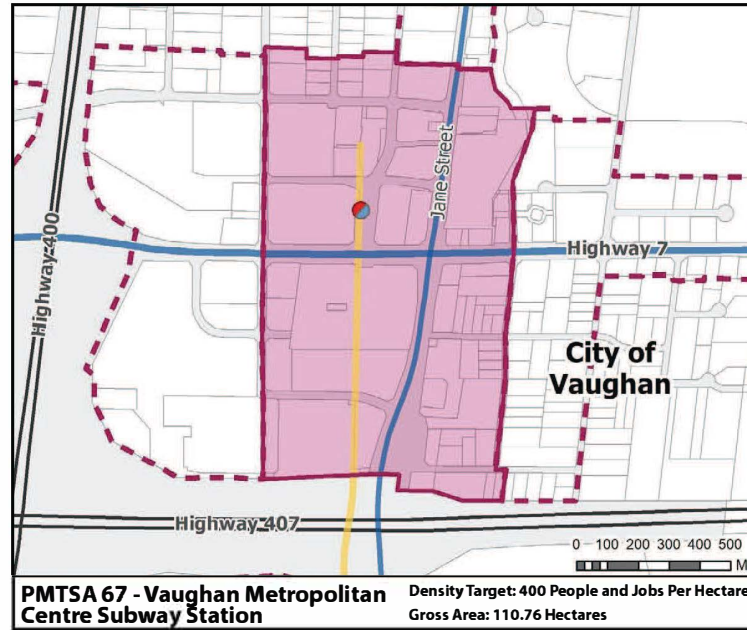 Jane Street
Highway 400
Highway 7
City of
Vaughan
Highway 407
0 100 200 300 400 500
M
PMTSA 67 - Vaughan Metropolitan
Centre Subway Station
Density Target: 400 People and Jobs Per Hectare
Gross Area: 110.76 Hectares